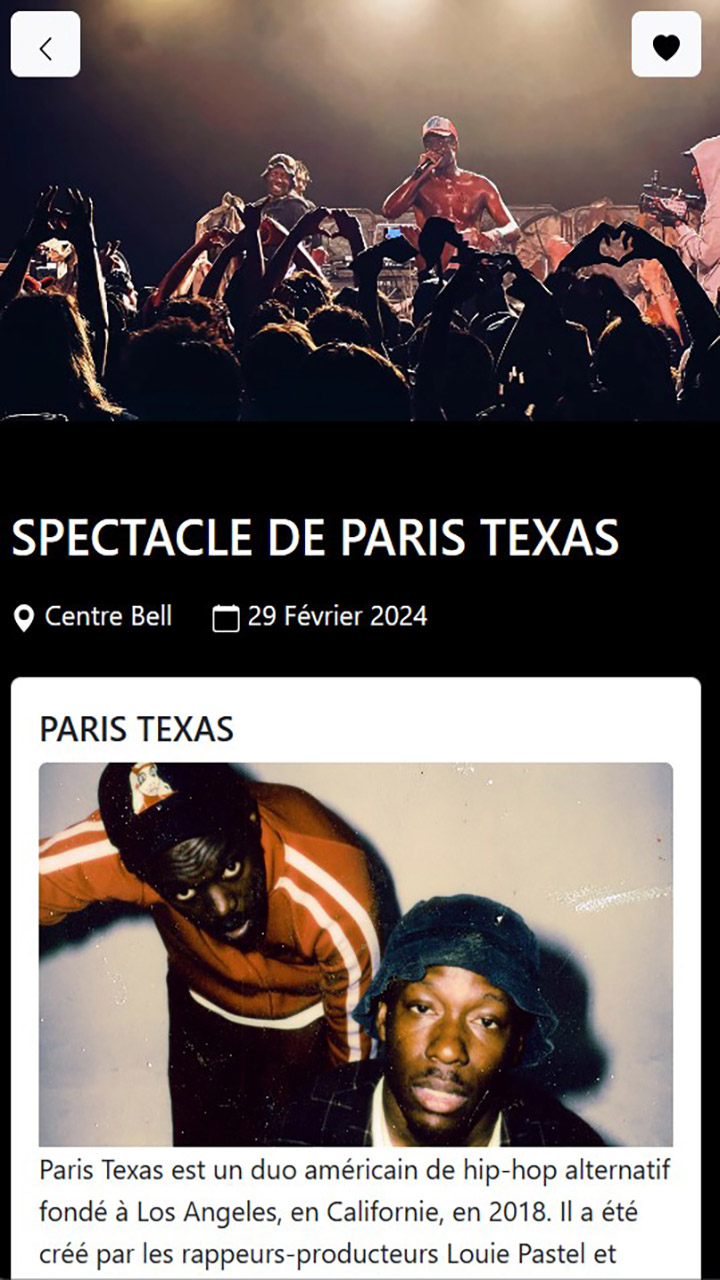 SPECTACLE DE PARIS TEXAS
Centre Bell
29 Février 2024
PARIS TEXAS
Paris Texas est un duo américain de hip-hop alternatif
fondé à Los Angeles, en Californie, en 2018. Il a été
créé par les rappeurs-producteurs Louie Pastel et